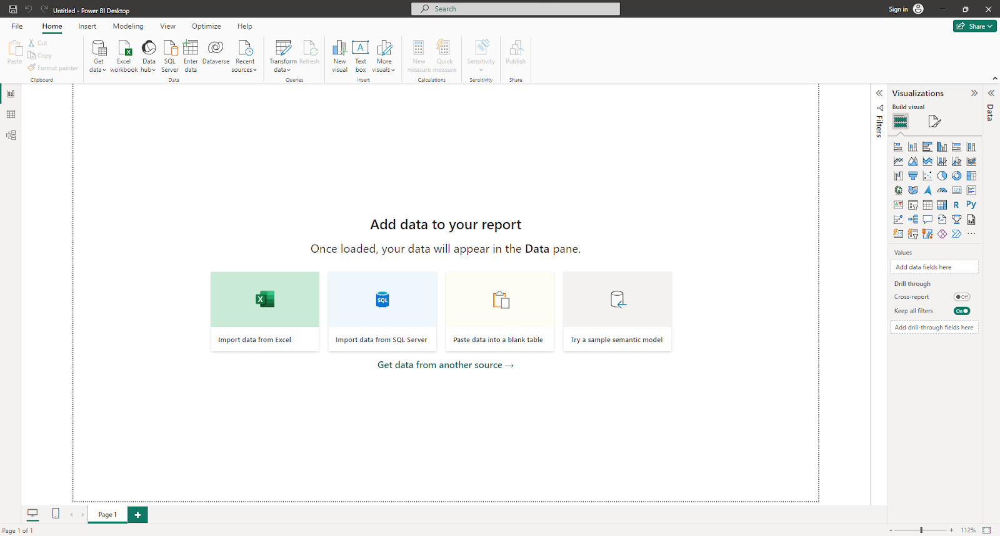 Untitled - Power BI Desktop
Search
Sign in
File Home Insert Modeling View Optimize Help
Share
Paste
Cut
Copy
Format painter
Clipboard
Get data
Excel workbook
Data hub
SQL Server
Enter data
Dataverse
Recent sources
Data
Transform data
Refresh
Queries
New visual
Text box
More visuals
Insert
New measure
Quick measure
Calculations
Sensitivity
Sensitivity
Publish
Share
Add data to your report
Once loaded, your data will appear in the Data pane.
X
SQL
Import data from Excel
Import data from SQL Server
Paste data into a blank table
Try a sample semantic model
Get data from another source →
Filters
Visualizations
Build visual
123
R
Py
123
Values
Add data fields here
Drill through
Cross-report
Off
Keep all filters
On
Add drill-through fields here
Data
Page 1
+
Page 1 of 1
- + 112%